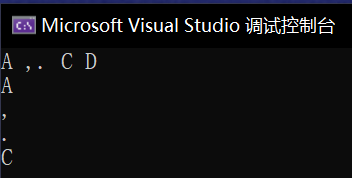 Microsoft Visual Studio 调试控制台
A ,. C D
A
,
.
C